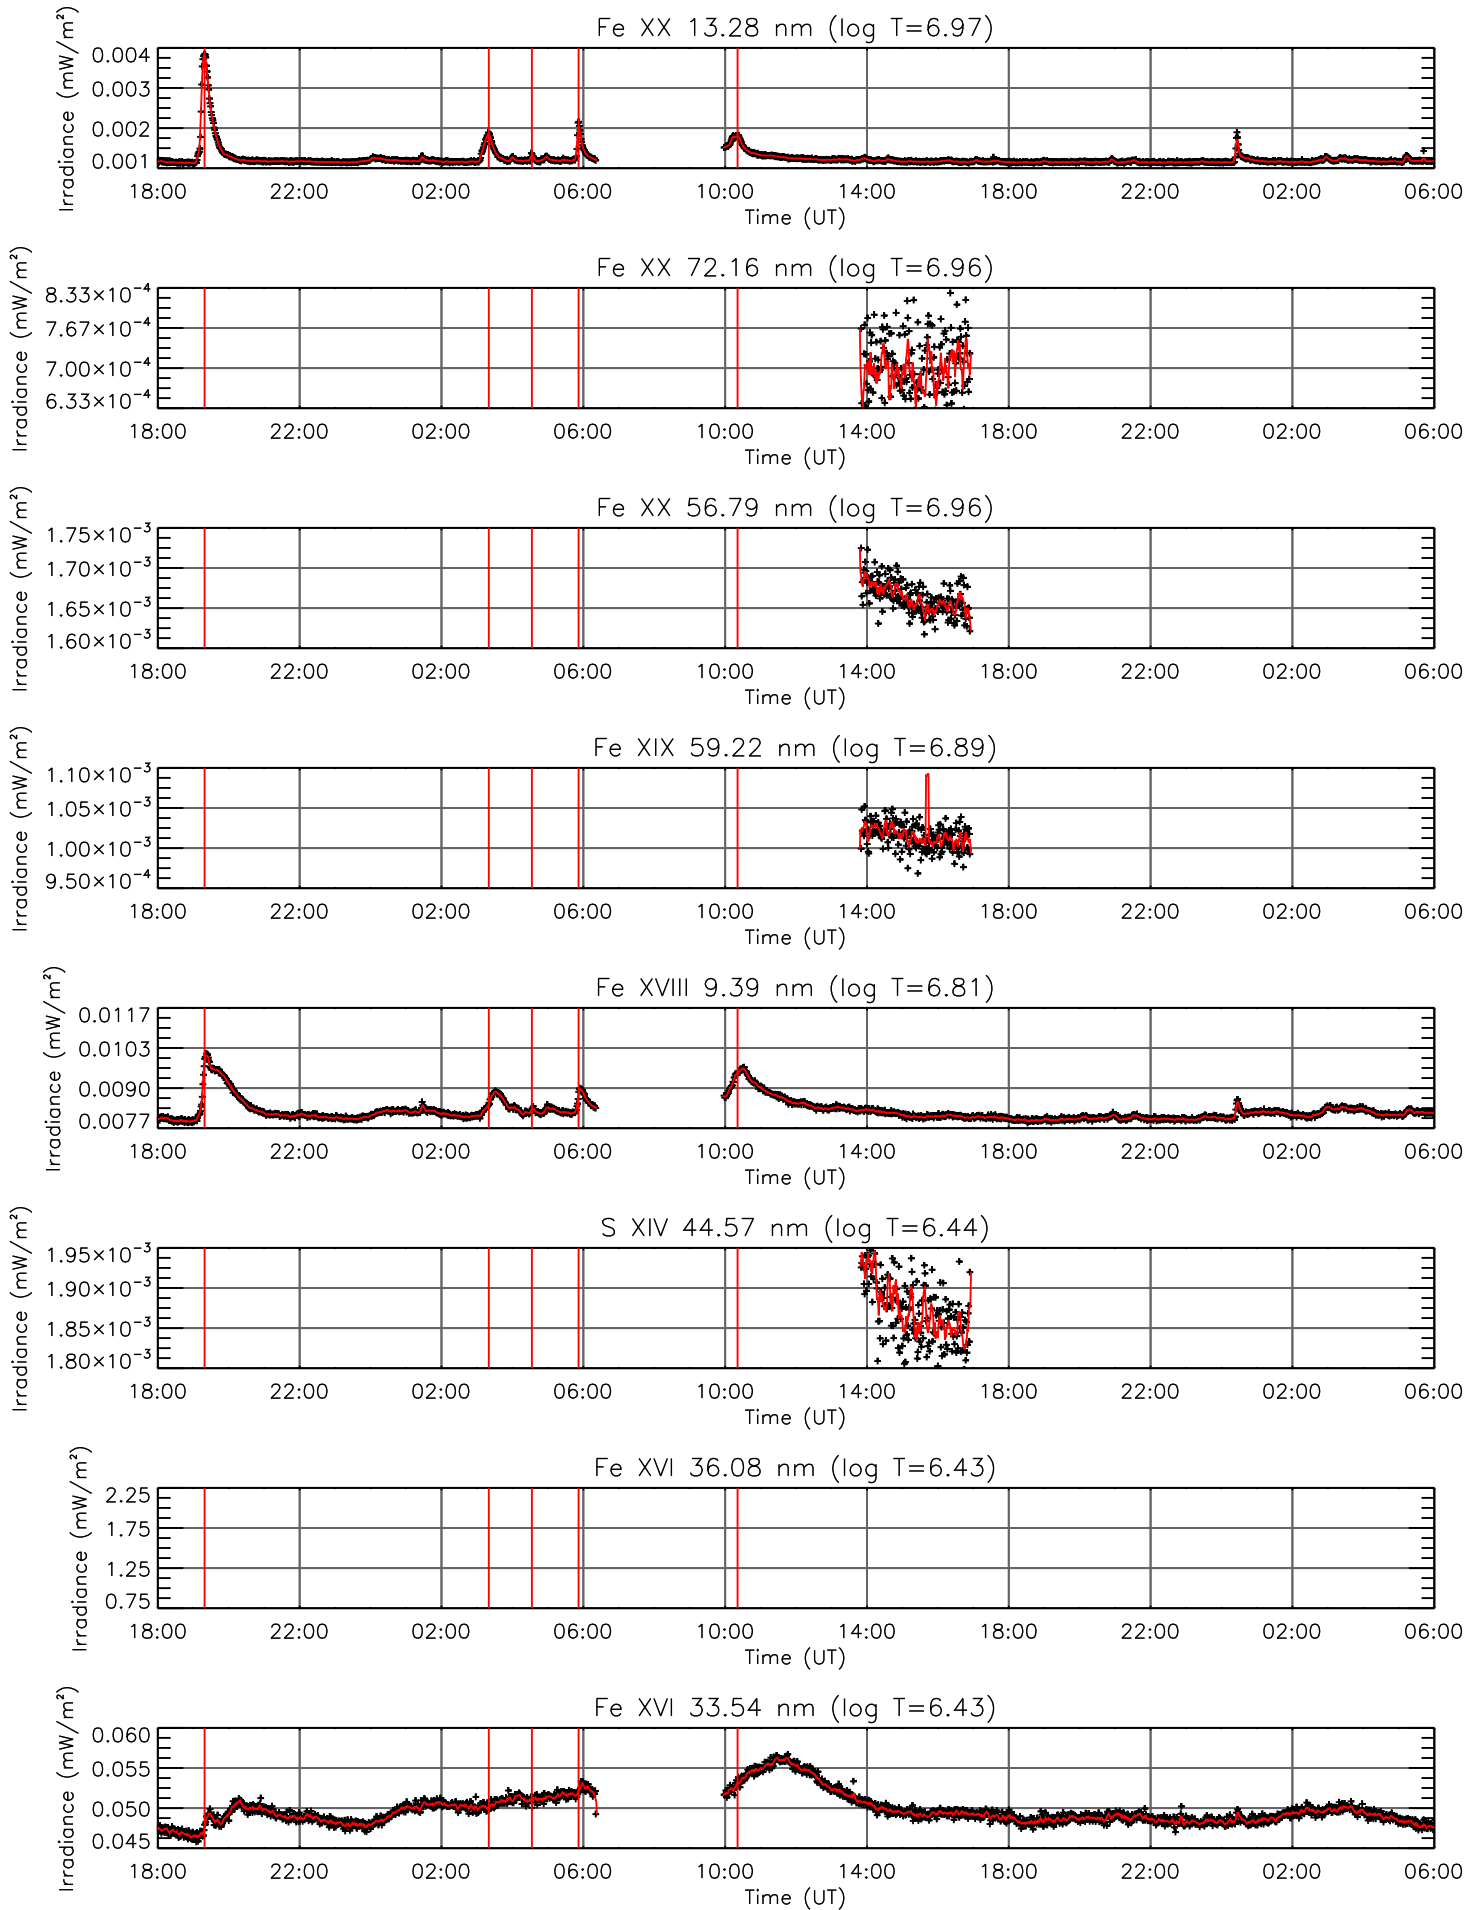 Fe XX 13.28 nm (log T=6.97)
Irradiance (mW/m²)
0.004
0.003
0.002
0.001
18:00 22:00 02:00 06:00 10:00 14:00 18:00 22:00 02:00 06:00
Time (UT)
Fe XX 72.16 nm (log T=6.96)
Irradiance (mW/m²)
8.33×10⁻⁴
7.67×10⁻⁴
7.00×10⁻⁴
6.33×10⁻⁴
18:00 22:00 02:00 06:00 10:00 14:00 18:00 22:00 02:00 06:00
Time (UT)
Fe XX 56.79 nm (log T=6.96)
Irradiance (mW/m²)
1.75×10⁻³
1.70×10⁻³
1.65×10⁻³
1.60×10⁻³
18:00 22:00 02:00 06:00 10:00 14:00 18:00 22:00 02:00 06:00
Time (UT)
Fe XIX 59.22 nm (log T=6.89)
Irradiance (mW/m²)
1.10×10⁻³
1.05×10⁻³
1.00×10⁻³
9.50×10⁻⁴
18:00 22:00 02:00 06:00 10:00 14:00 18:00 22:00 02:00 06:00
Time (UT)
Fe XVIII 9.39 nm (log T=6.81)
Irradiance (mW/m²)
0.0117
0.0103
0.0090
0.0077
18:00 22:00 02:00 06:00 10:00 14:00 18:00 22:00 02:00 06:00
Time (UT)
S XIV 44.57 nm (log T=6.44)
Irradiance (mW/m²)
1.95×10⁻³
1.90×10⁻³
1.85×10⁻³
1.80×10⁻³
18:00 22:00 02:00 06:00 10:00 14:00 18:00 22:00 02:00 06:00
Time (UT)
Fe XVI 36.08 nm (log T=6.43)
Irradiance (mW/m²)
2.25
1.75
1.25
0.75
18:00 22:00 02:00 06:00 10:00 14:00 18:00 22:00 02:00 06:00
Time (UT)
Fe XVI 33.54 nm (log T=6.43)
Irradiance (mW/m²)
0.060
0.055
0.050
0.045
18:00 22:00 02:00 06:00 10:00 14:00 18:00 22:00 02:00 06:00
Time (UT)